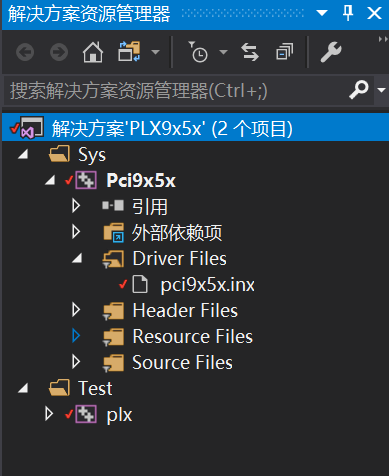 解决方案资源管理器
搜索解决方案资源管理器(Ctrl+;)
解决方案'PLX9x5x' (2 个项目)
Sys
Pci9x5x
引用
外部依赖项
Driver Files
pci9x5x.inx
Header Files
Resource Files
Source Files
Test
plx